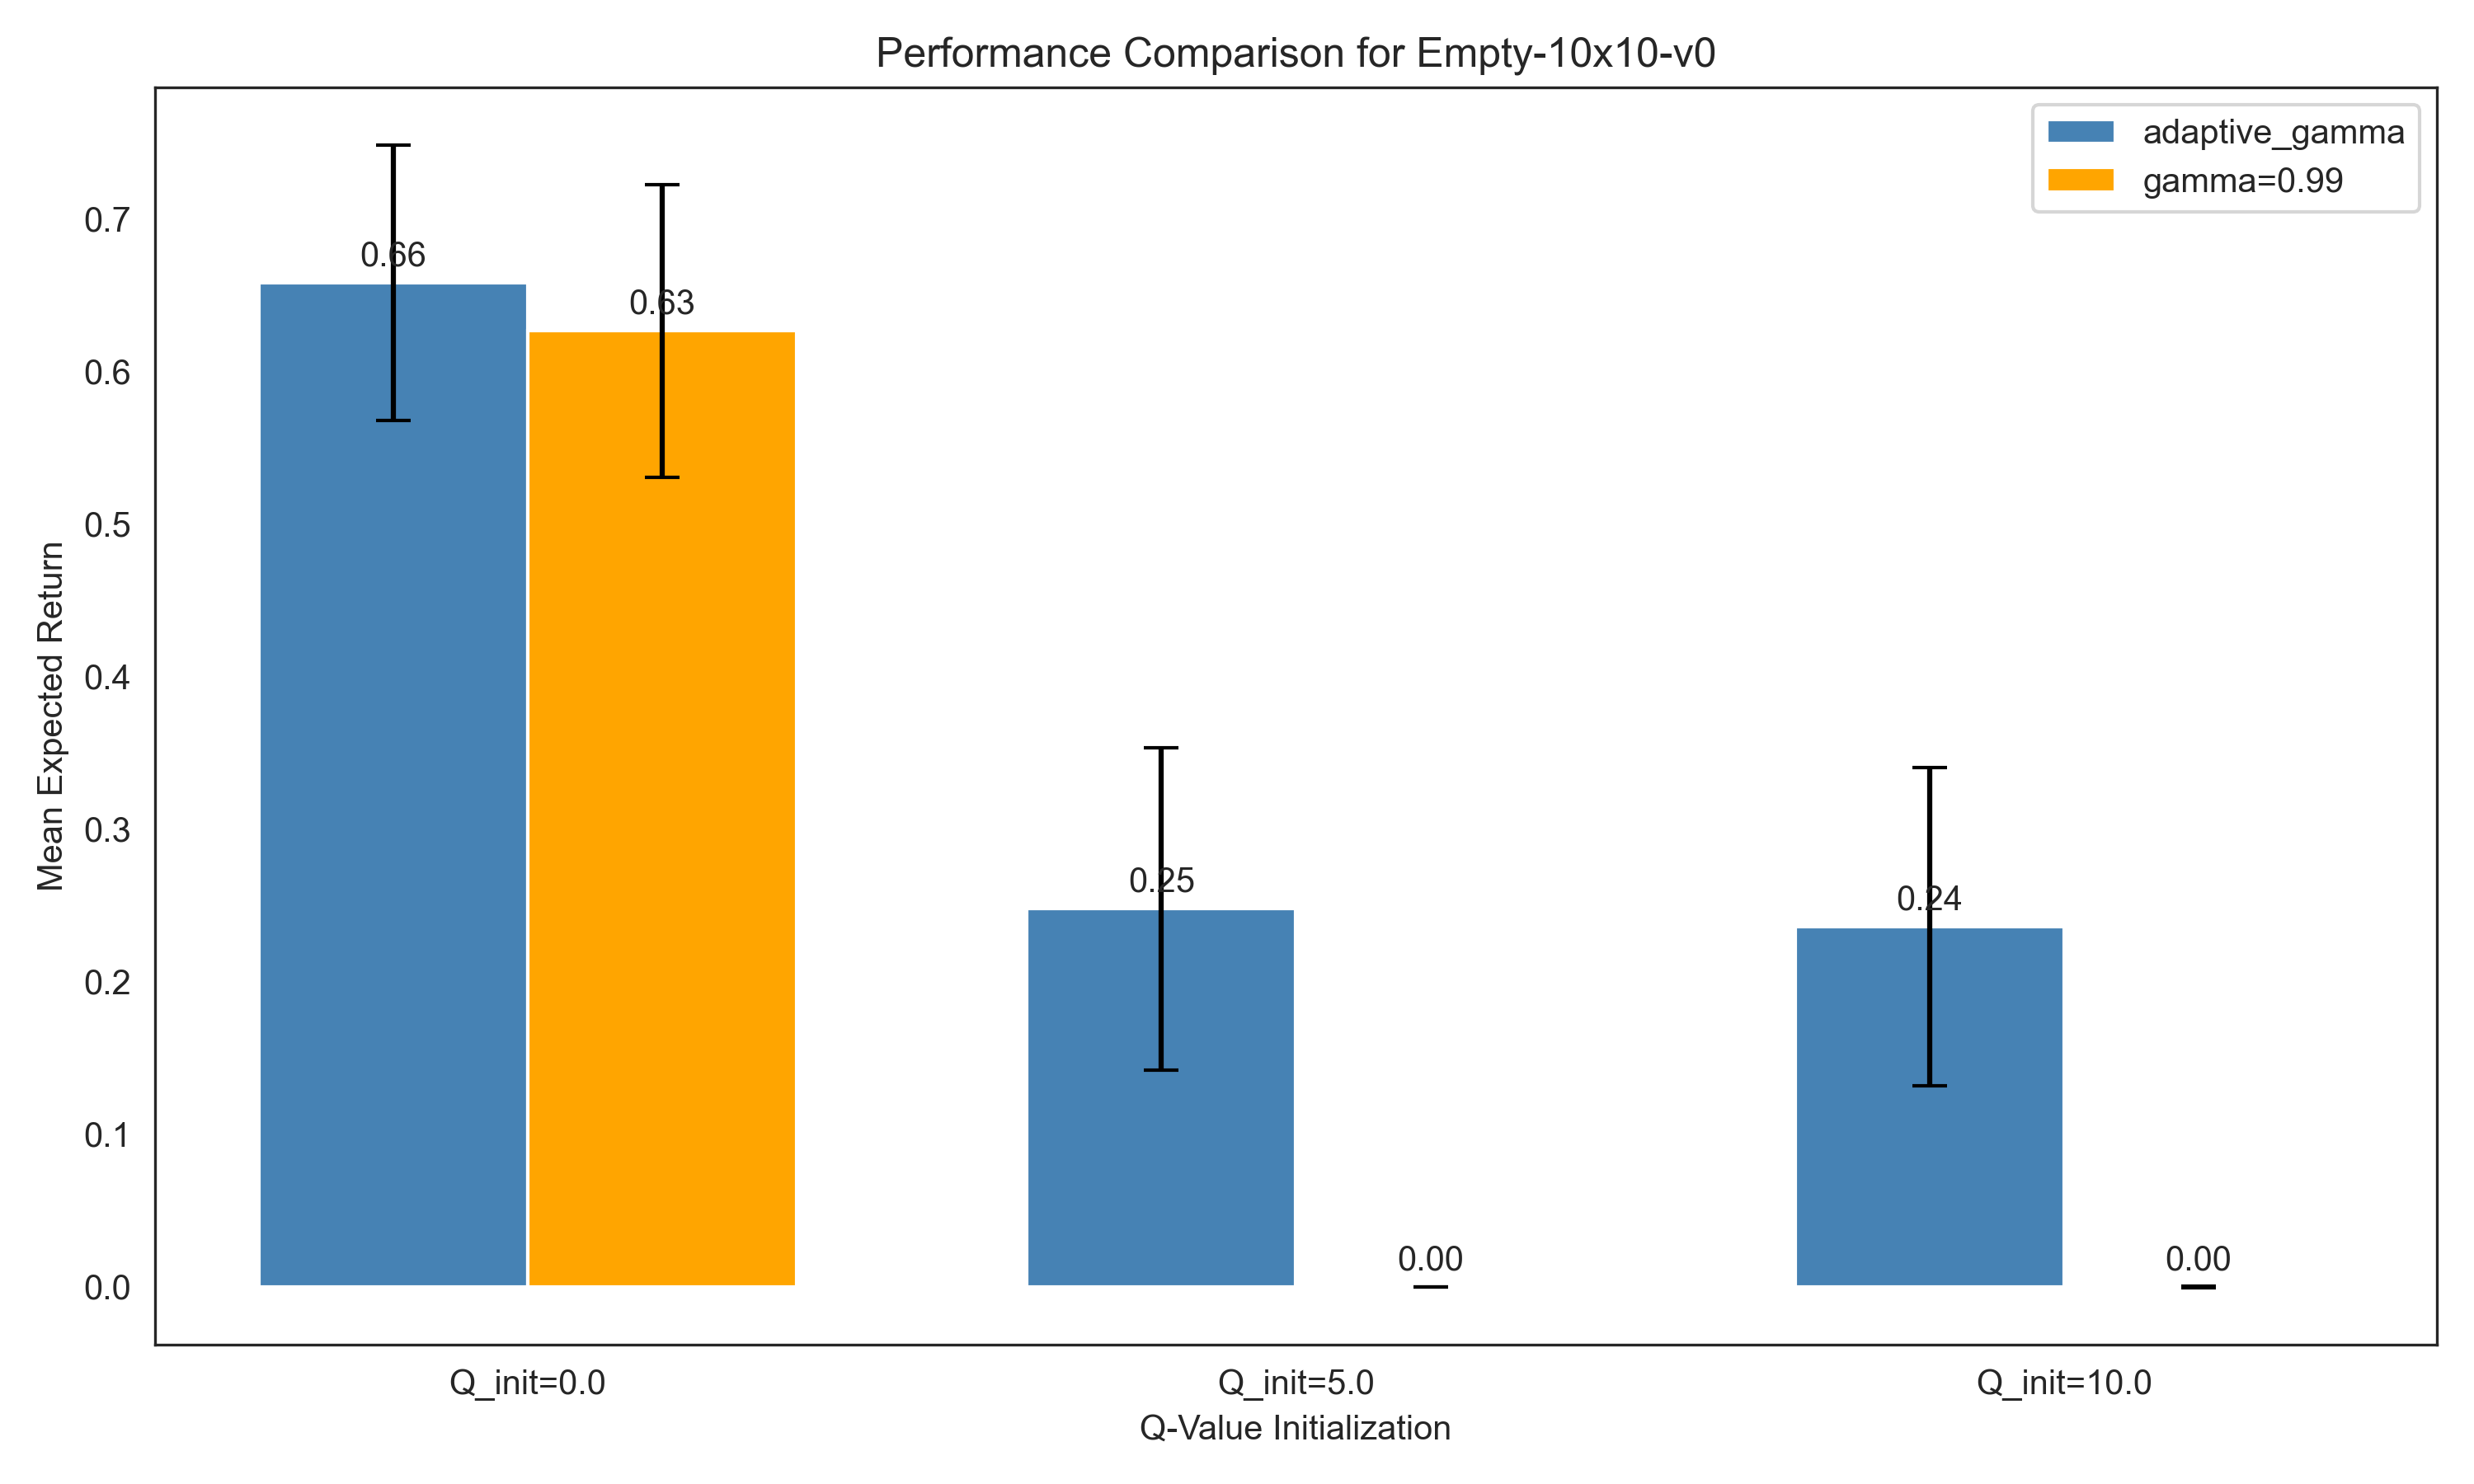 Performance Comparison for Empty-10x10-v0
adaptive_gamma
gamma=0.99
Mean Expected Return
0.7
0.6
0.5
0.4
0.3
0.2
0.1
0.0
0.66
0.63
0.25
0.00
0.24
0.00
Q_init=0.0
Q_init=5.0
Q_init=10.0
Q-Value Initialization